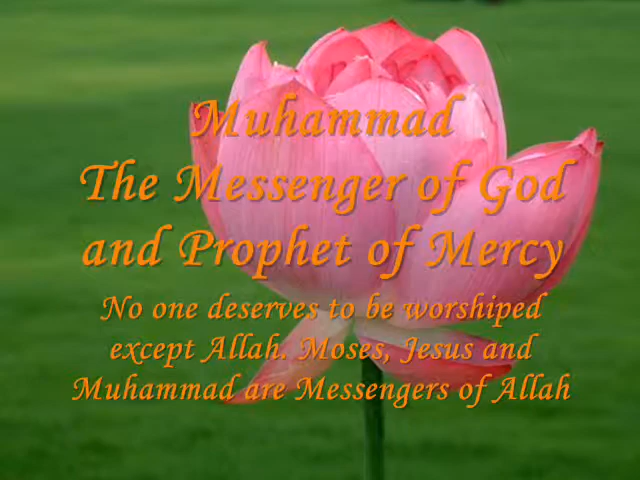 Muhammad
The Messenger of God
and Prophet of Mercy
No one deserves to be worshiped
except Allah. Moses, Jesus and
Muhammad are Messengers of Allah